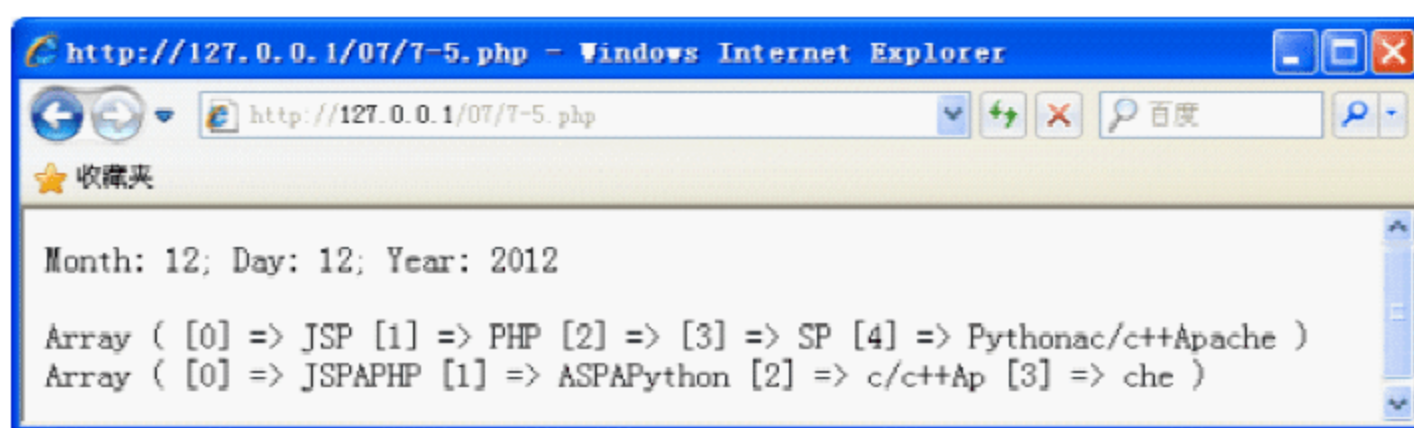 http://127.0.0.1/07/7-5.php - Windows Internet Explorer
http://127.0.0.1/07/7-5.php
百度
收藏夹
Month: 12; Day: 12; Year: 2012
Array ( [0] => JSP [1] => PHP [2] => [3] => SP [4] => Pythonac/c++Apache )
Array ( [0] => JSPAPHP [1] => ASPAPython [2] => c/c++Ap [3] => che )